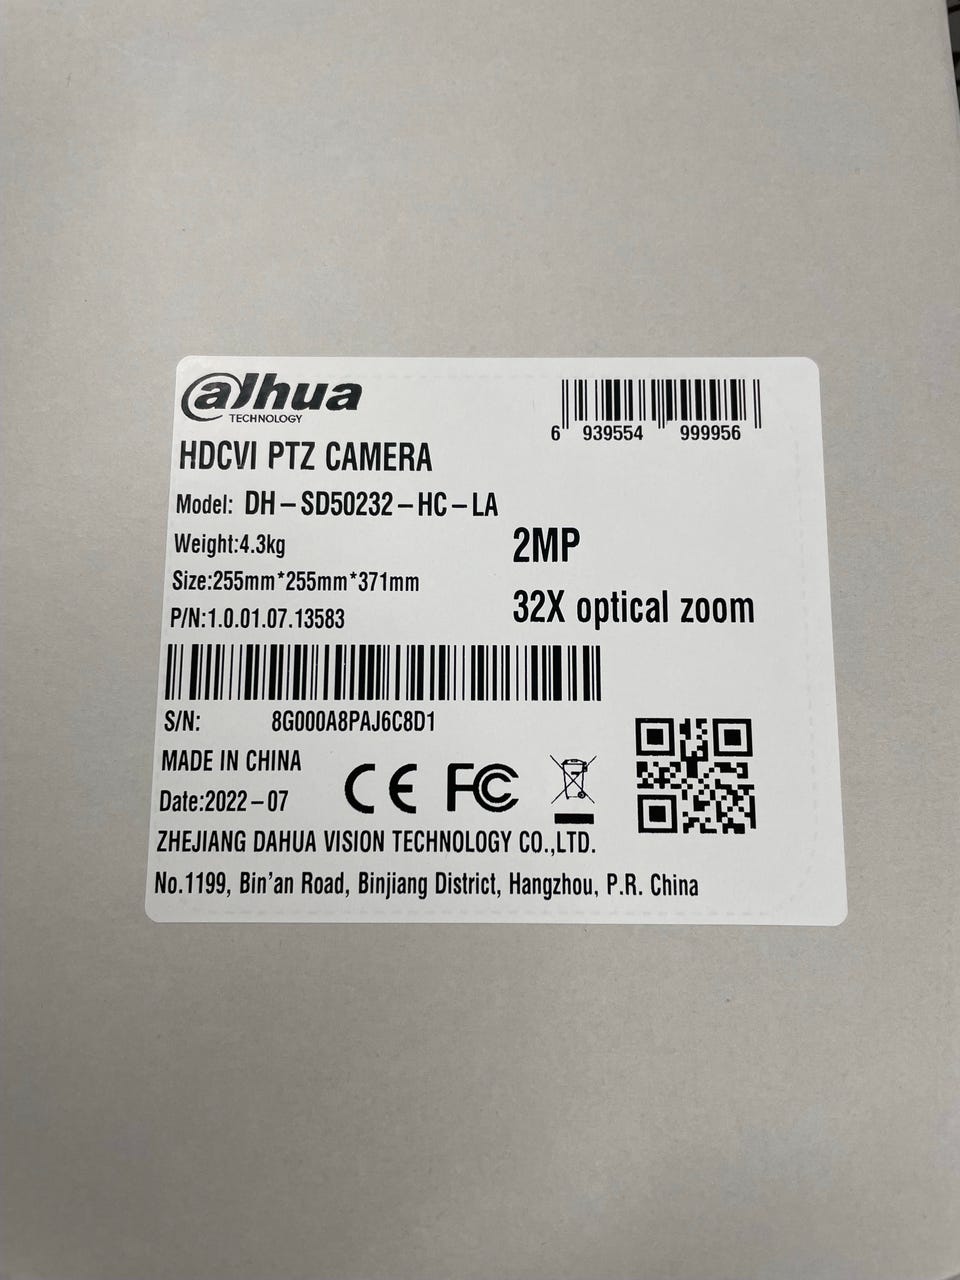 alhua
TECHNOLOGY
6 939554 999956
HDCVI PTZ CAMERA
Model: DH-SD50232-HC-LA
Weight:4.3kg
2MP
Size:255mm*255mm*371mm
32X optical zoom
P/N:1.0.01.07.13583
S/N: 8G000A8PAJ6C8D1
MADE IN CHINA
CE FC
Date:2022-07
ZHEJIANG DAHUA VISION TECHNOLOGY CO.,LTD.
No.1199, Bin'an Road, Binjiang District, Hangzhou, P.R. China